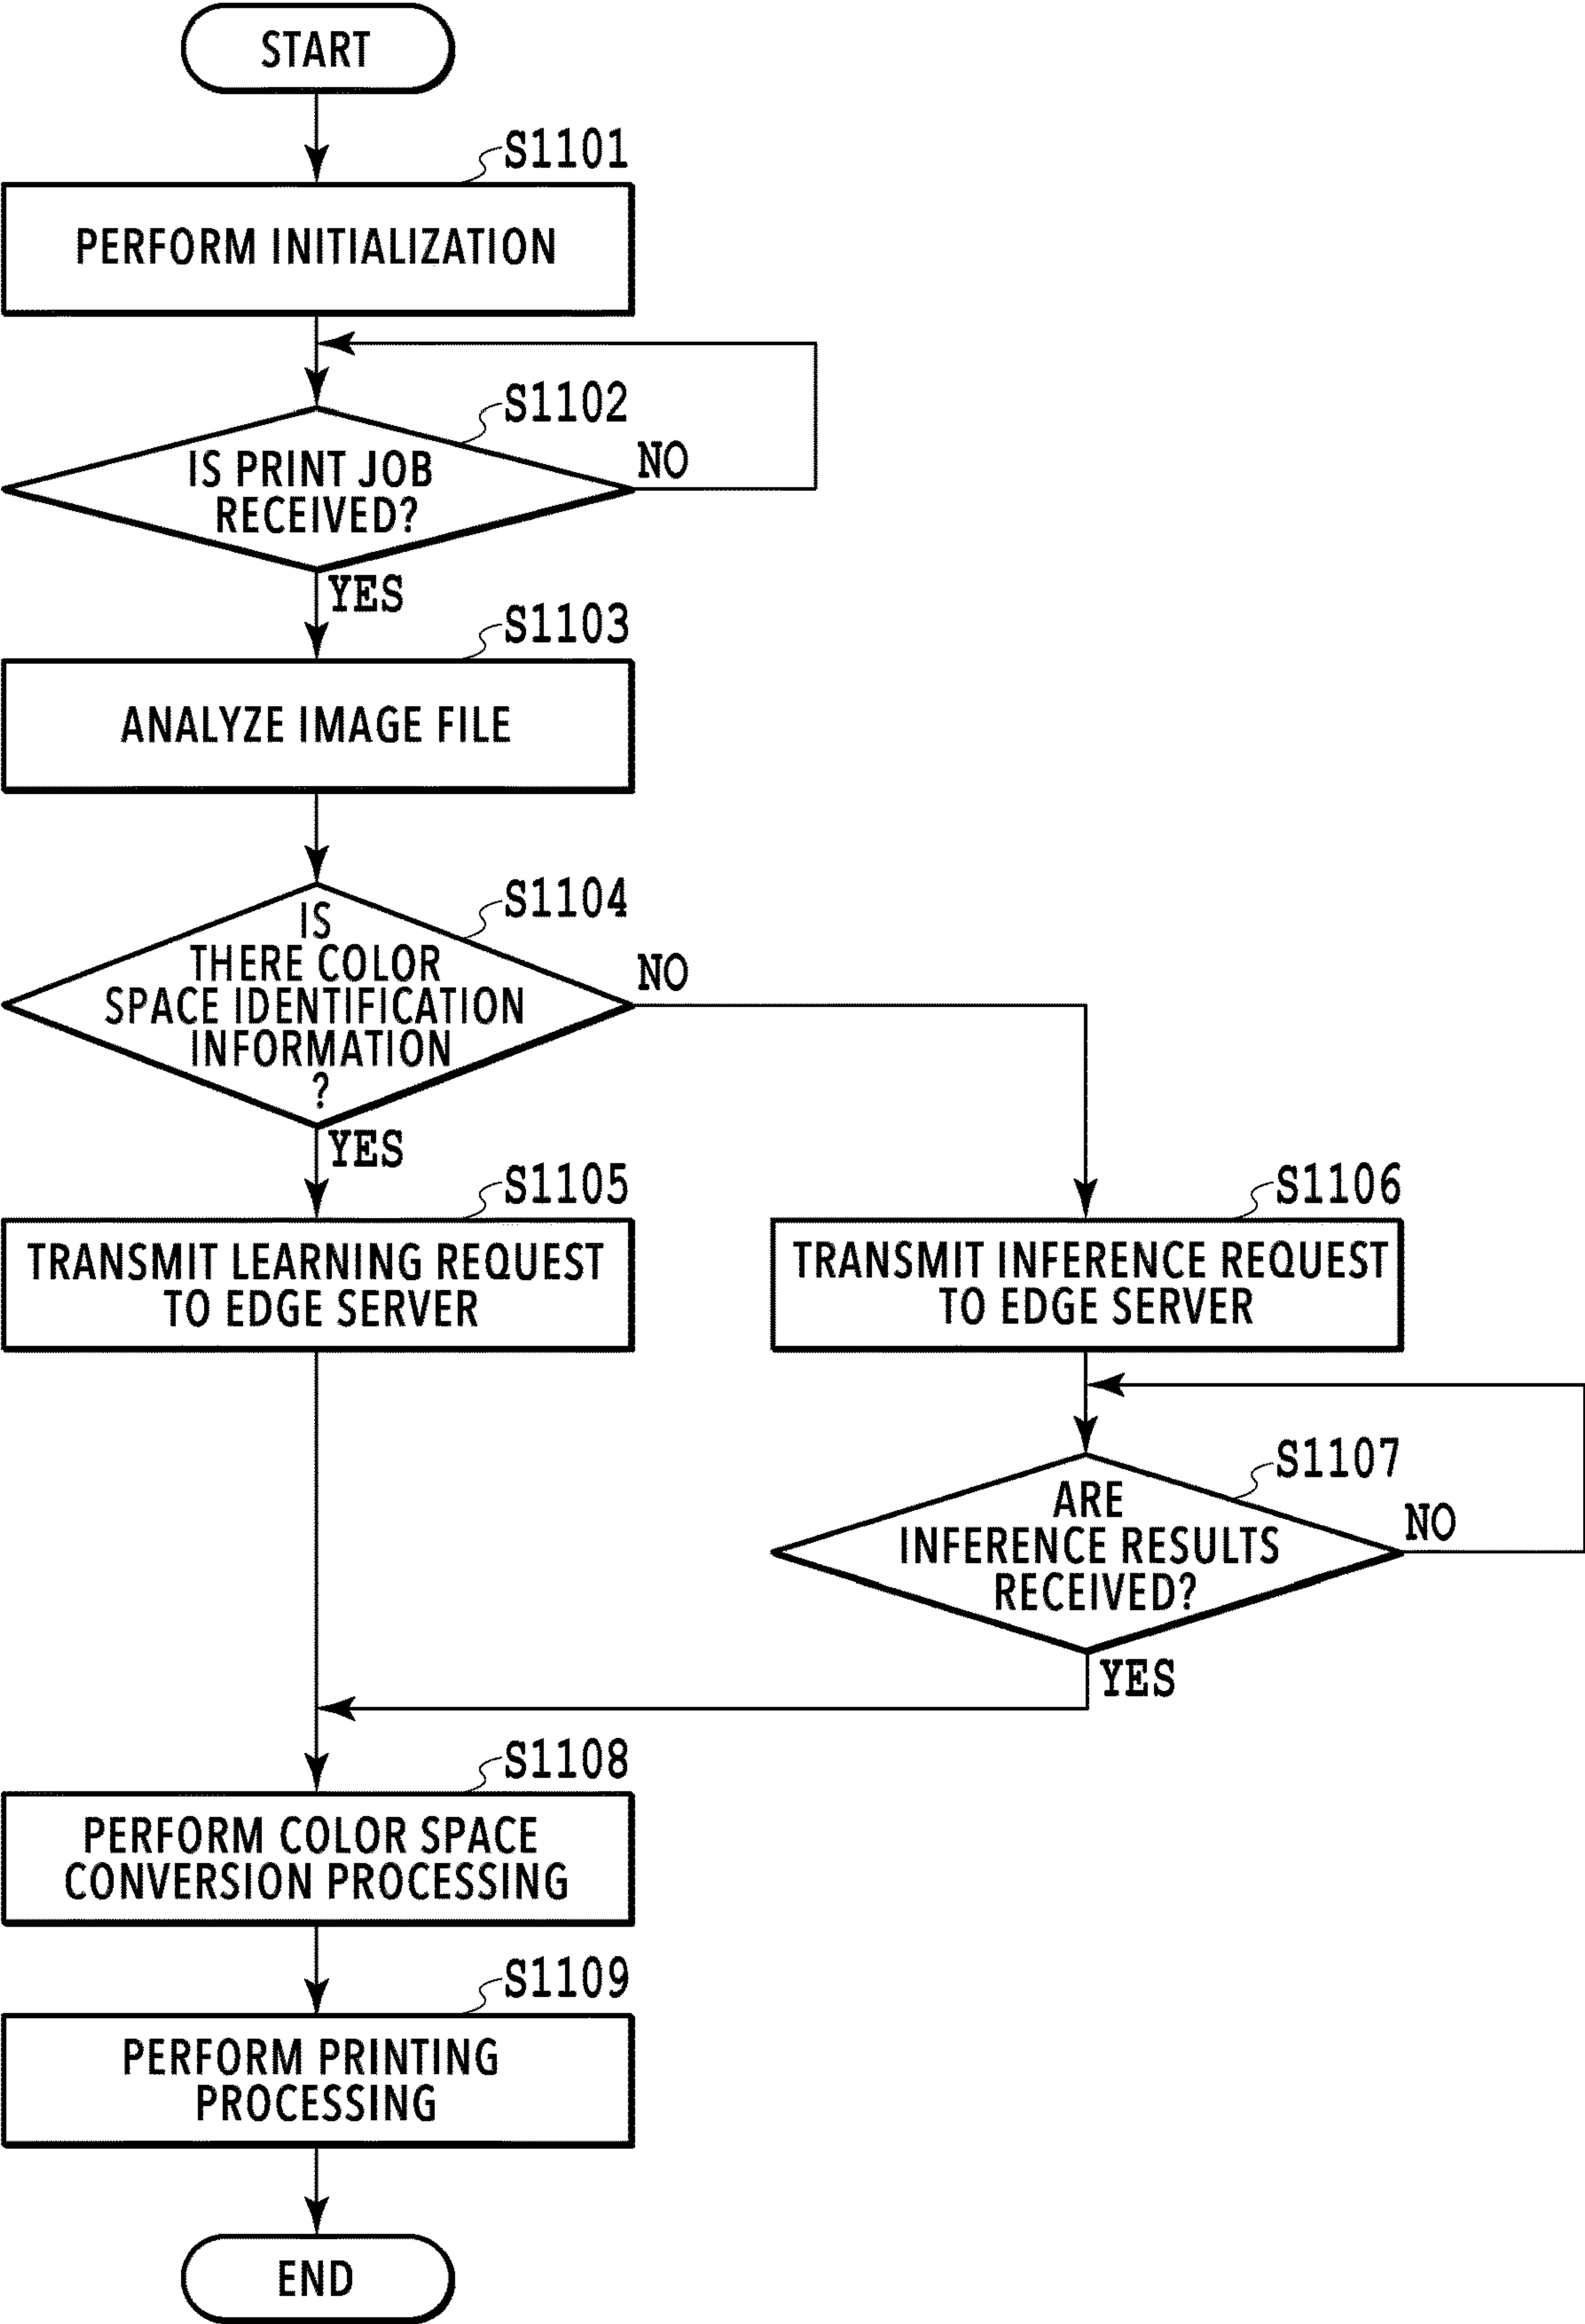 START
S1101
PERFORM INITIALIZATION
S1102
IS PRINT JOB
RECEIVED?
NO
YES
S1103
ANALYZE IMAGE FILE
S1104
IS
THERE COLOR
SPACE IDENTIFICATION
INFORMATION
?
NO
YES
S1105
TRANSMIT LEARNING REQUEST
TO EDGE SERVER
S1106
TRANSMIT INFERENCE REQUEST
TO EDGE SERVER
S1107
ARE
INFERENCE RESULTS
RECEIVED?
NO
YES
S1108
PERFORM COLOR SPACE
CONVERSION PROCESSING
S1109
PERFORM PRINTING
PROCESSING
END